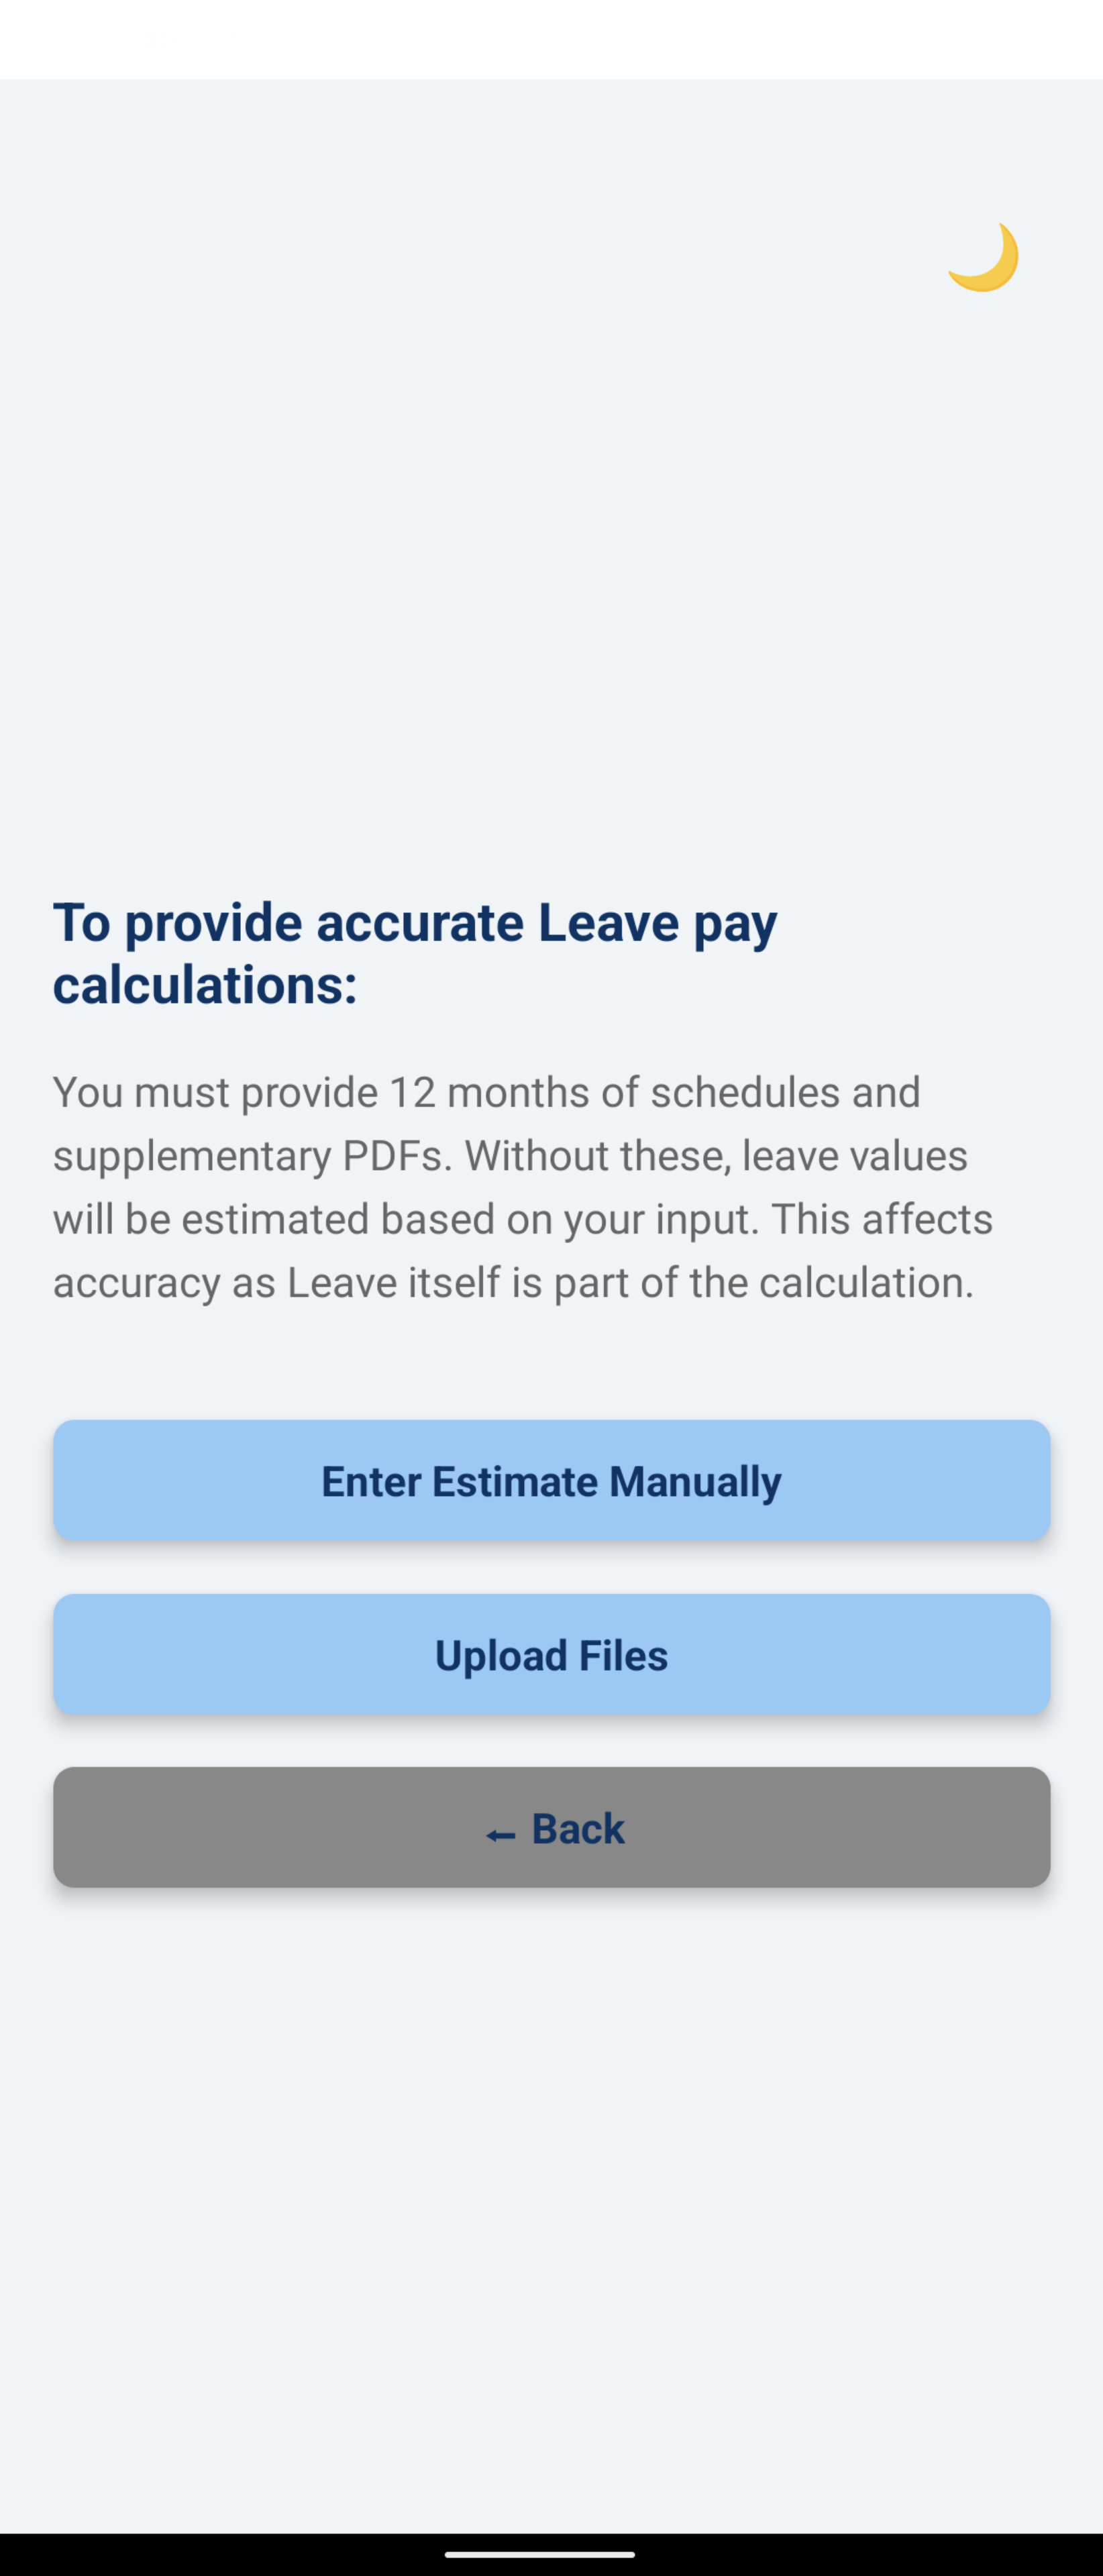 To provide accurate Leave pay
calculations:
You must provide 12 months of schedules and
supplementary PDFs. Without these, leave values
will be estimated based on your input. This affects
accuracy as Leave itself is part of the calculation.
Enter Estimate Manually
Upload Files
← Back